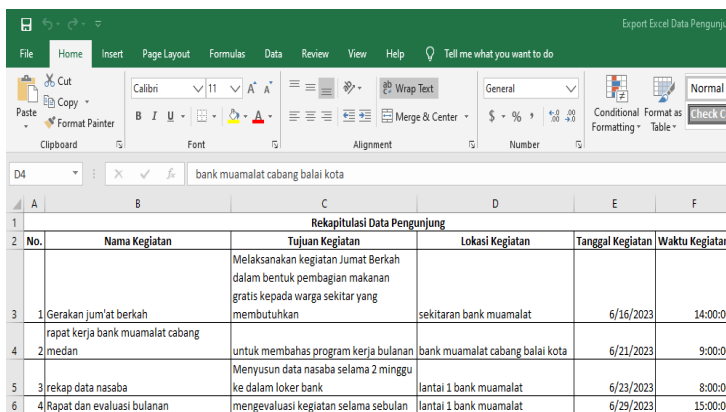 Export Excel Data Pengunju
File Home Insert Page Layout Formulas Data Review View Help Tell me what you want to do
Cut
Copy
Format Painter
Paste
Calibri 11 A A
B I U A
Wrap Text
Merge & Center
General
$ % , .0 .00 .00 .0
Conditional Formatting
Format as Table
Normal
Check C
Clipboard Font Alignment Number
D4 fx bank muamalat cabang balai kota
A B C D E F
1 Rekapitulasi Data Pengunjung
2 No. Nama Kegiatan Tujuan Kegiatan Lokasi Kegiatan Tanggal Kegiatan Waktu Kegiatan
Melaksanakan kegiatan Jumat Berkah
dalam bentuk pembagian makanan
gratis kepada warga sekitar yang
3 1 Gerakan jum'at berkah membutuhkan sekitaran bank muamalat 6/16/2023 14:00:0
rapat kerja bank muamalat cabang
4 2 medan untuk membahas program kerja bulanan bank muamalat cabang balai kota 6/21/2023 9:00:0
Menyusun data nasaba selama 2 minggu
5 3 rekap data nasaba ke dalam loker bank lantai 1 bank muamalat 6/23/2023 8:00:0
6 4 Rapat dan evaluasi bulanan mengevaluasi kegiatan selama sebulan lantai 1 bank muamalat 6/29/2023 15:00:0